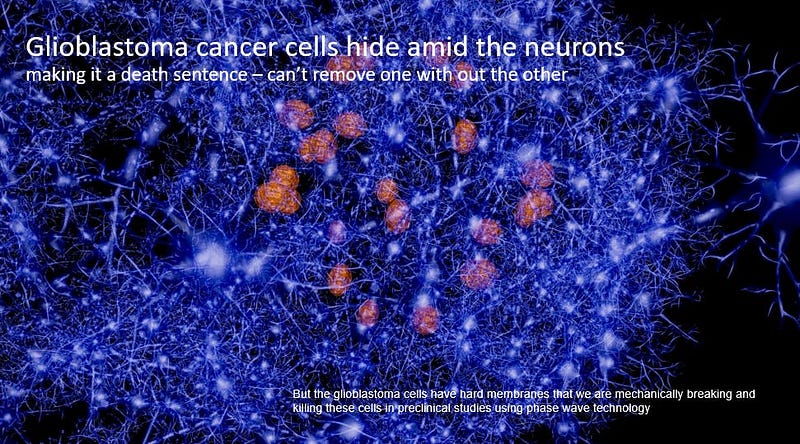 Glioblastoma cancer cells hide amid the neurons
making it a death sentence – can't remove one with out the other
But the glioblastoma cells have hard membranes that we are mechanically breaking and
killing these cells in preclinical studies using phase wave technology